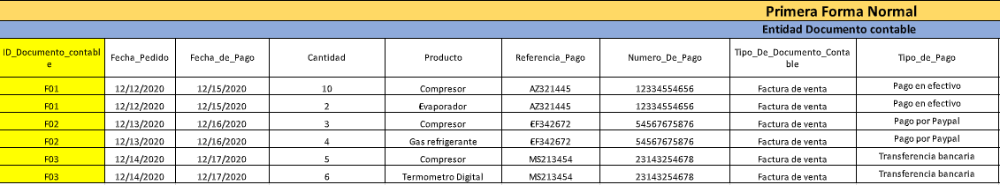 Primera Forma Normal
Entidad Documento contable
ID_Documento_contable Fecha_Pedido Fecha_de_Pago Cantidad Producto Referencia_Pago Numero_De_Pago Tipo_De_Documento_Contable Tipo_de_Pago
F01 12/12/2020 12/15/2020 10 Compresor AZ321445 12334554656 Factura de venta Pago en efectivo
F01 12/12/2020 12/15/2020 2 Evaporador AZ321445 12334554656 Factura de venta Pago en efectivo
F02 12/13/2020 12/16/2020 3 Compresor EF342672 54567675876 Factura de venta Pago por Paypal
F02 12/13/2020 12/16/2020 4 Gas refrigerante EF342672 54567675876 Factura de venta Pago por Paypal
F03 12/14/2020 12/17/2020 5 Compresor MS213454 23143254678 Factura de venta Transferencia bancaria
F03 12/14/2020 12/17/2020 6 Termometro Digital MS213454 23143254678 Factura de venta Transferencia bancaria